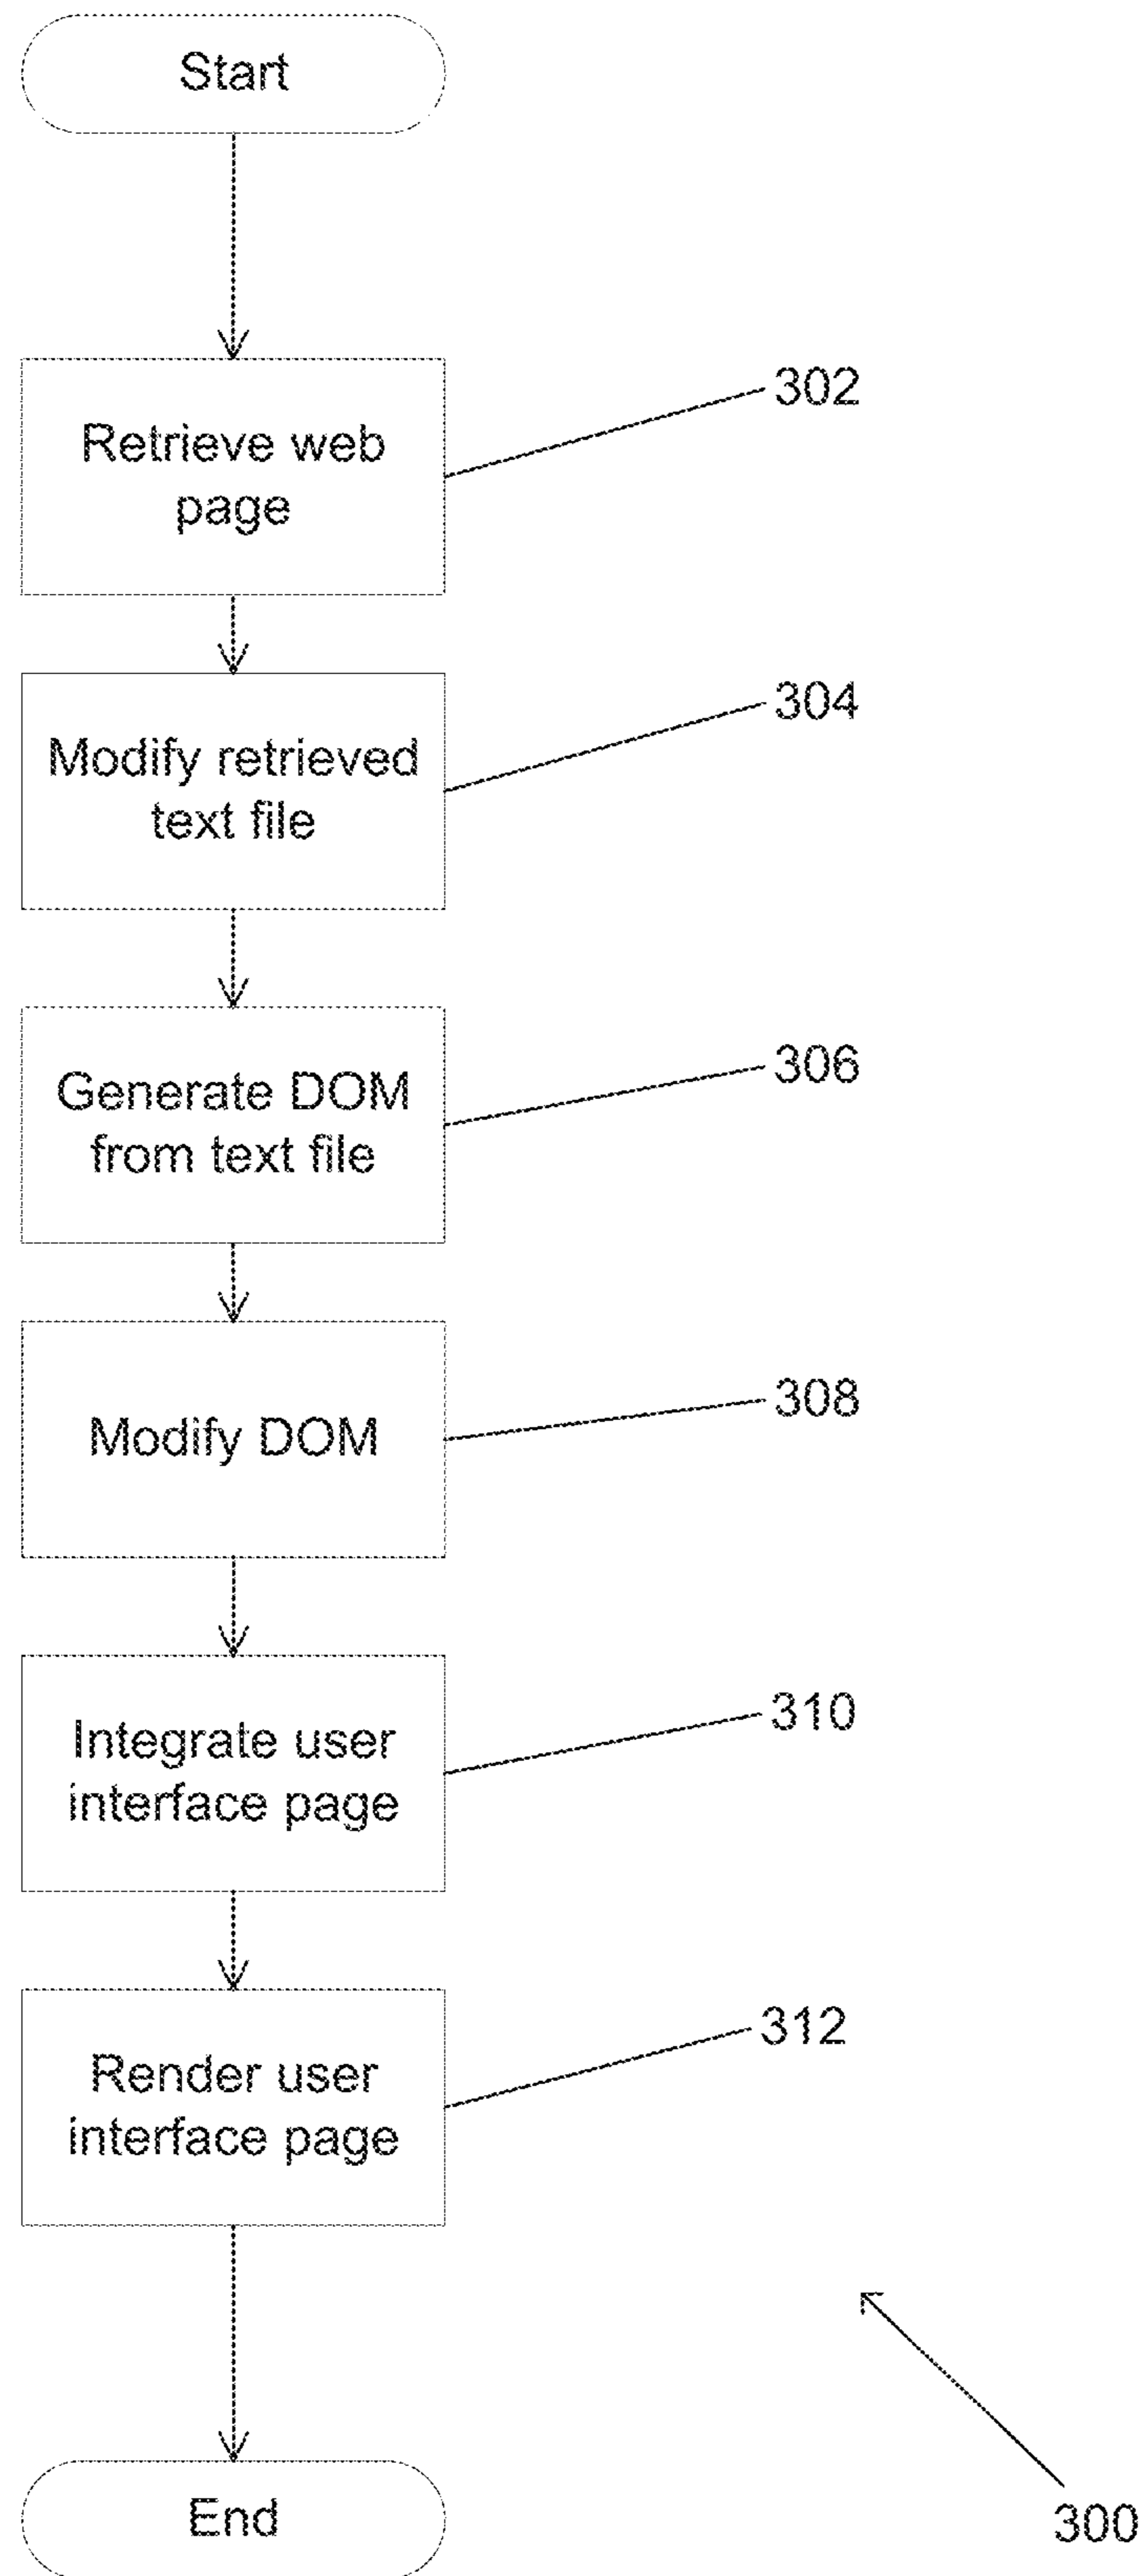 Start
Retrieve web
page
302
Modify retrieved
text file
304
Generate DOM
from text file
306
Modify DOM
308
Integrate user
interface page
310
Render user
interface page
312
End
300